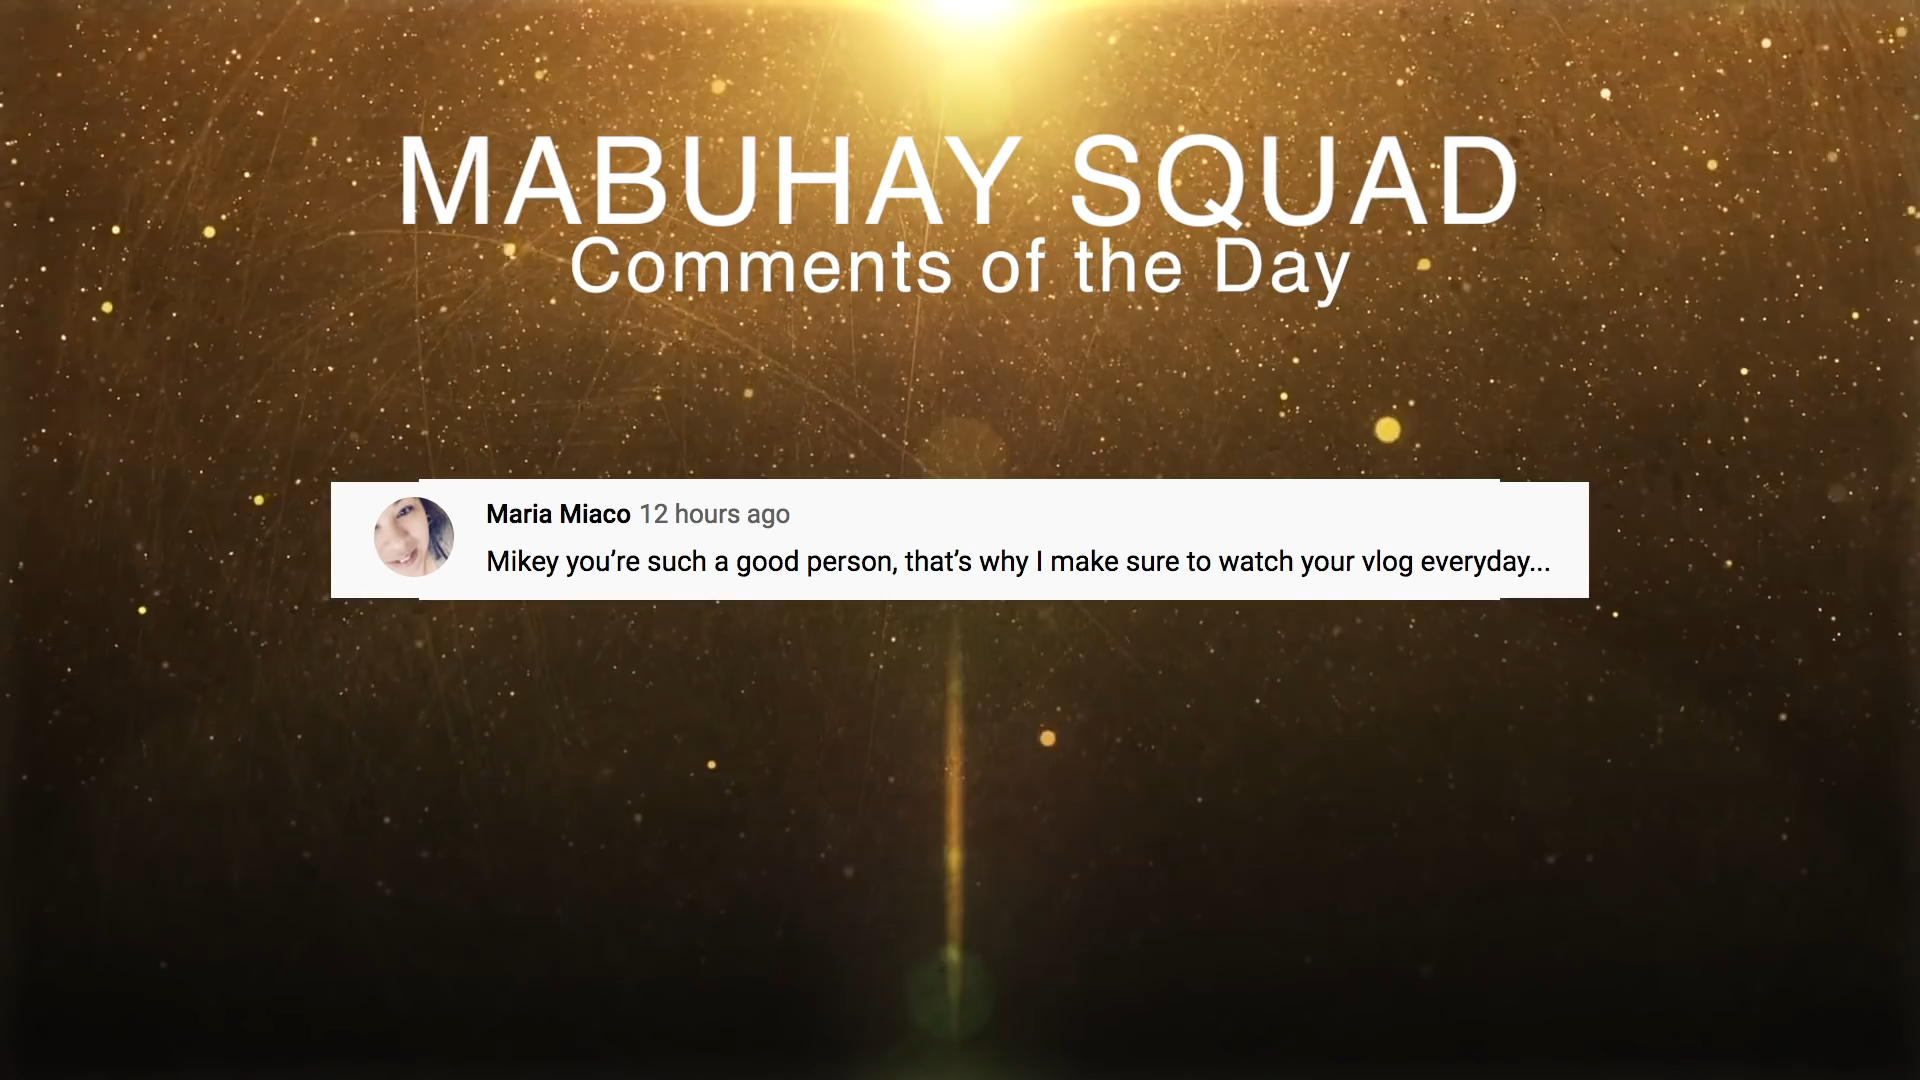 MABUHAY SQUAD
Comments of the Day
Maria Miaco 12 hours ago
Mikey you’re such a good person, that’s why I make sure to watch your vlog everyday...